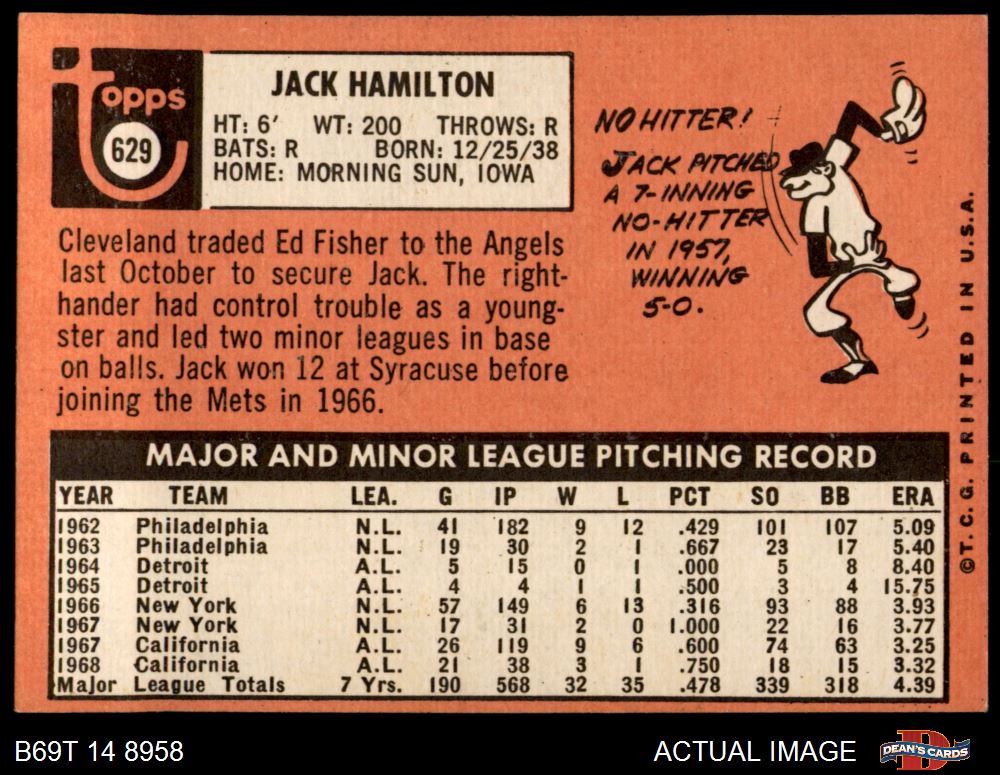 Topps
629
JACK HAMILTON
HT: 6' WT: 200 THROWS: R
BATS: R BORN: 12/25/38
HOME: MORNING SUN, IOWA
Cleveland traded Ed Fisher to the Angels
last October to secure Jack. The right-
hander had control trouble as a young-
ster and led two minor leagues in base
on balls. Jack won 12 at Syracuse before
joining the Mets in 1966.
NO HITTER!
JACK PITCHED
A 7-INNING
NO-HITTER
IN 1957,
WINNING
5-0.
©T. C. G. PRINTED IN U.S.A.
MAJOR AND MINOR LEAGUE PITCHING RECORD
YEAR TEAM LEA. G IP W L PCT SO BB ERA
1962 Philadelphia N.L. 41 182 9 12 .429 101 107 5.09
1963 Philadelphia N.L. 19 30 2 1 .667 23 17 5.40
1964 Detroit A.L. 5 15 0 1 .000 5 8 8.40
1965 Detroit A.L. 4 4 1 1 .500 3 4 15.75
1966 New York N.L. 57 149 6 13 .316 93 88 3.93
1967 New York N.L. 17 31 2 0 1.000 22 16 3.77
1967 California A.L. 26 119 9 6 .600 74 63 3.25
1968 California A.L. 21 38 3 1 .750 18 15 3.32
Major League Totals 7 Yrs. 190 568 32 35 .478 339 318 4.39
B69T 14 8958
ACTUAL IMAGE
D
DEAN'S CARDS